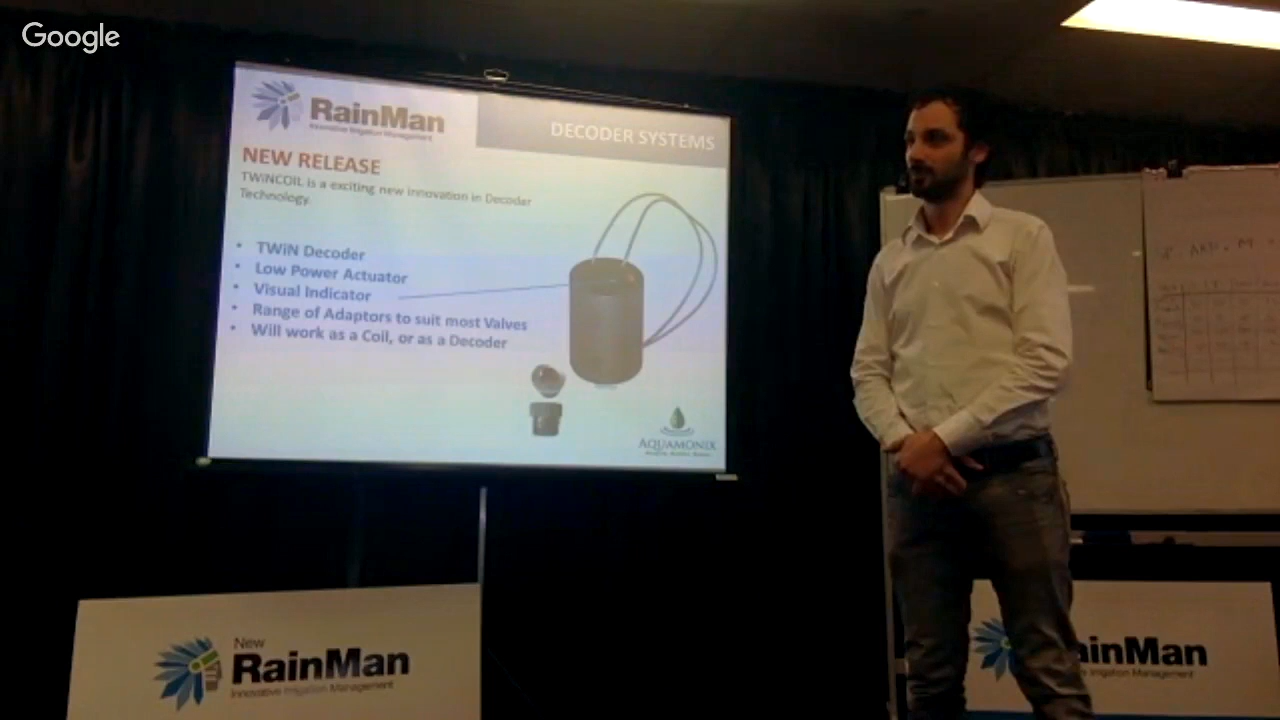 Google
RainMan
Innovative Irrigation Management
DECODER SYSTEMS
NEW RELEASE
TWiNCOIL is a exciting new innovation in Decoder
Technology.
• TWiN Decoder
• Low Power Actuator
• Visual Indicator
• Range of Adaptors to suit most Valves
• Will work as a Coil, or as a Decoder
AQUAMONIX
New
RainMan
Innovative Irrigation Management
ainMan
Irrigation Management